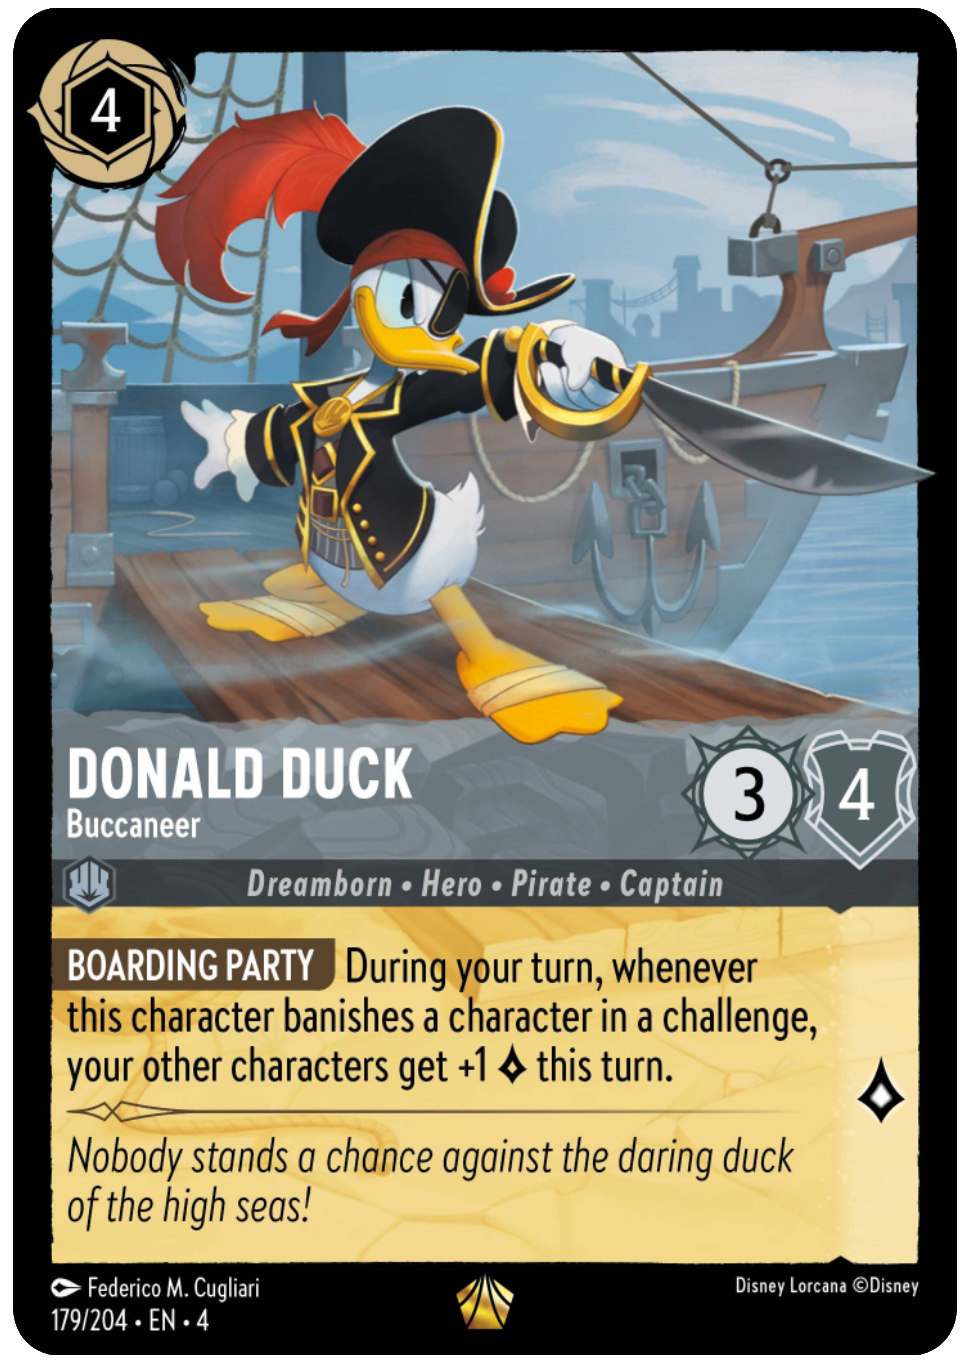 4
DONALD DUCK
Buccaneer
3
4
Dreamborn • Hero • Pirate • Captain
BOARDING PARTY During your turn, whenever
this character banishes a character in a challenge,
your other characters get +1 this turn.
Nobody stands a chance against the daring duck
of the high seas!
Federico M. Cugliari
179/204 • EN • 4
Disney Lorcana ©Disney